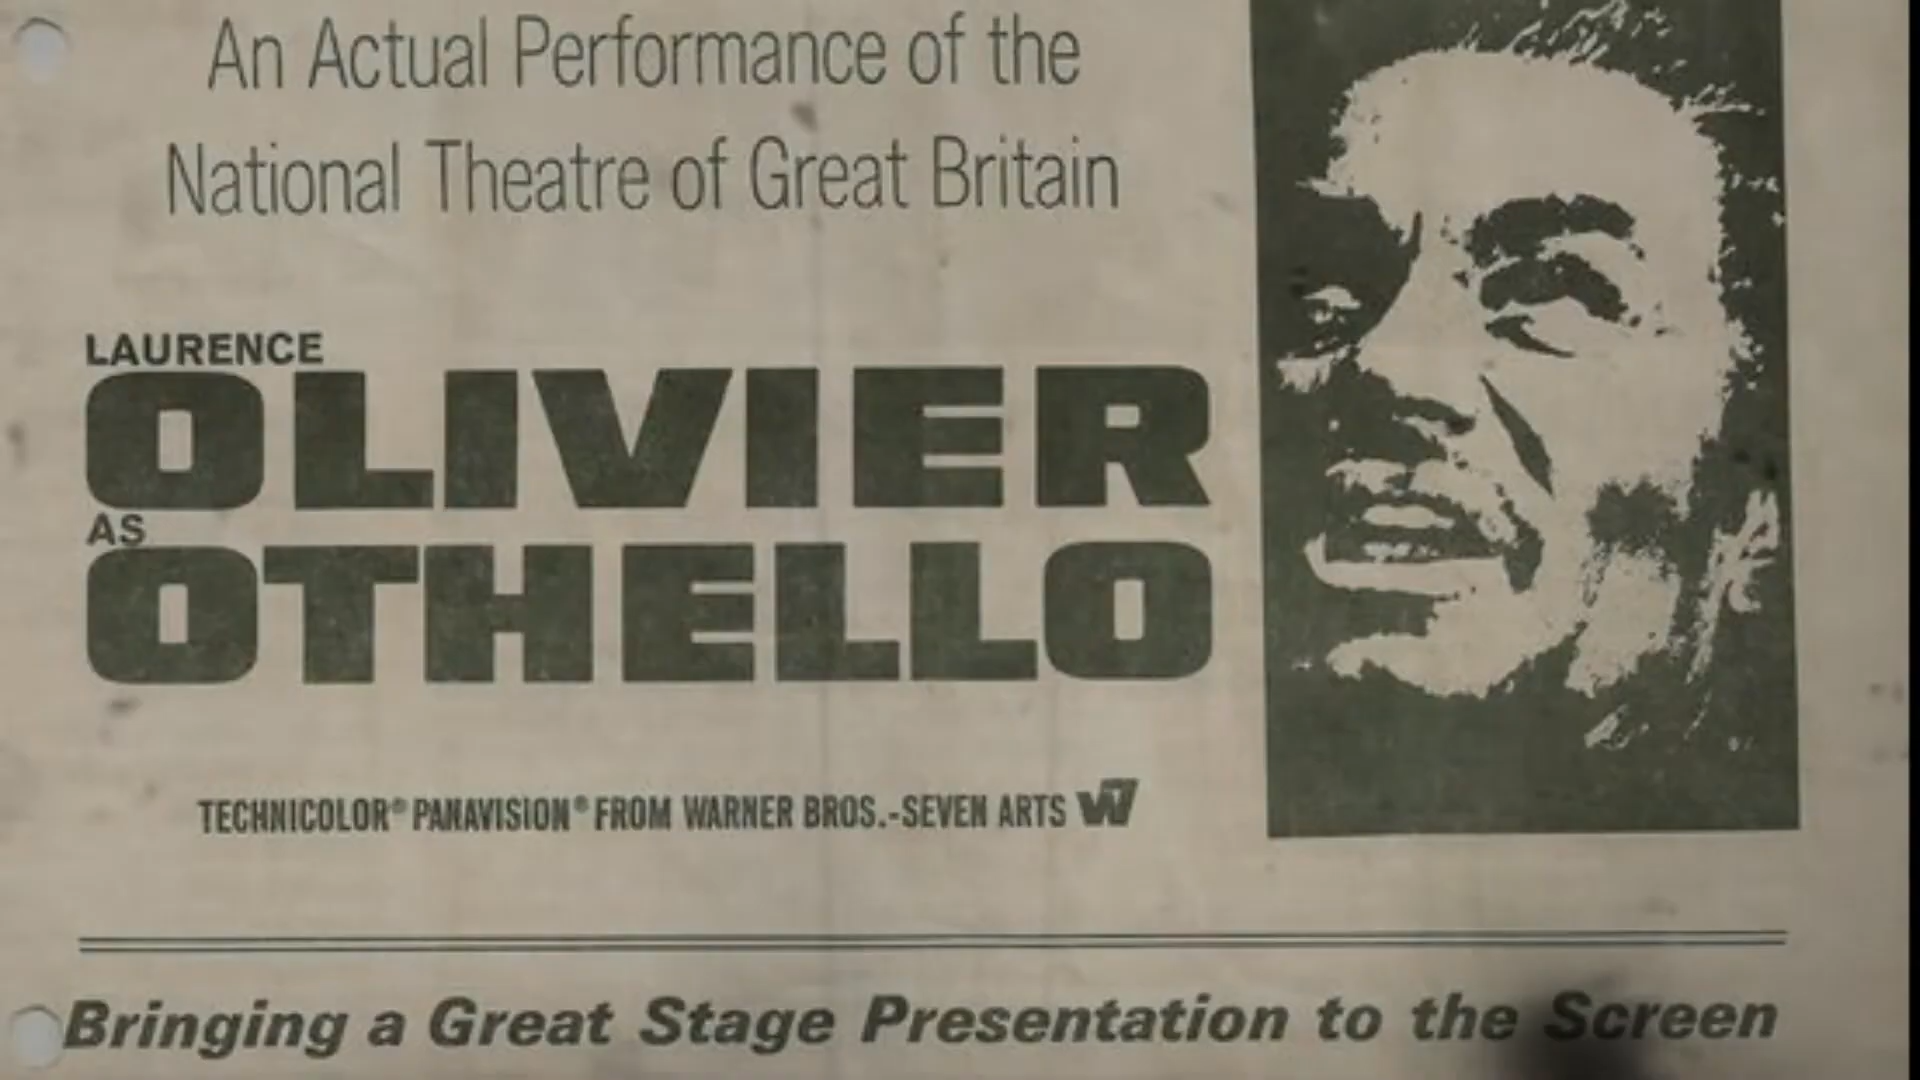 An Actual Performance of the
National Theatre of Great Britain
LAURENCE
OLIVIER
AS
OTHELLO
TECHNICOLOR® PANAVISION® FROM WARNER BROS.-SEVEN ARTS W7
Bringing a Great Stage Presentation to the Screen